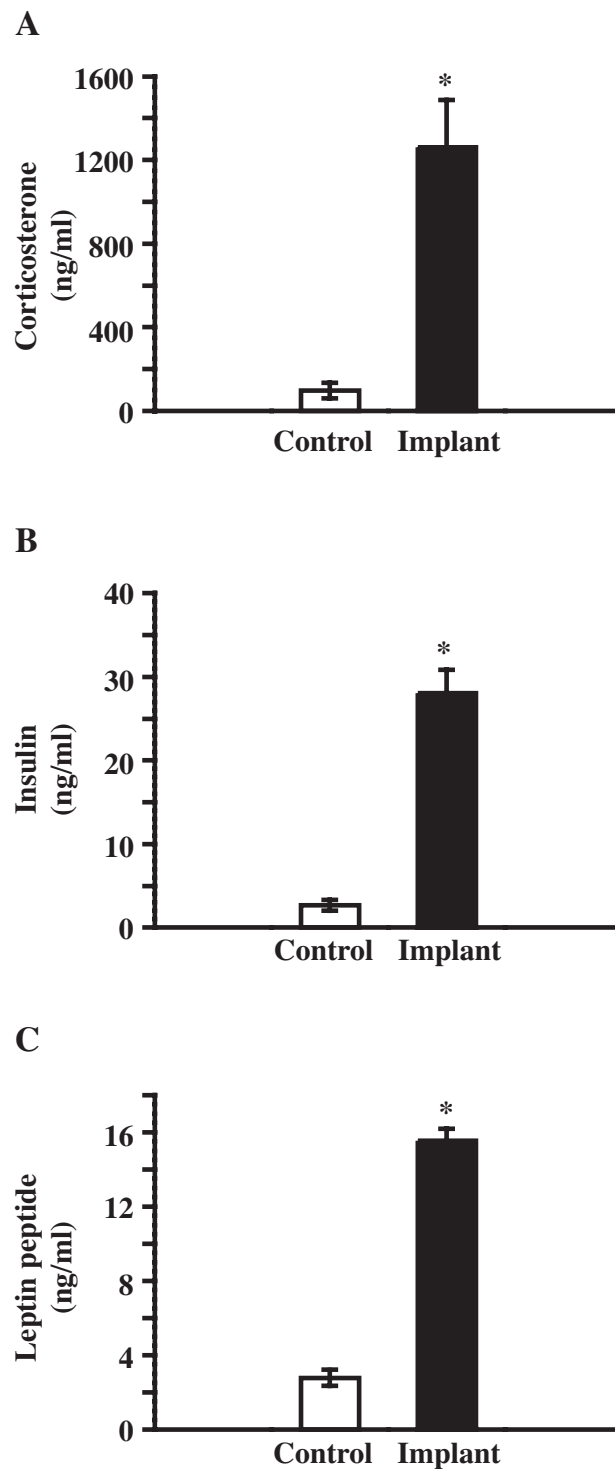 A
Corticosterone
(ng/ml)
1600
1200
800
400
0
*
Control Implant
B
Insulin
(ng/ml)
40
30
20
10
0
*
Control Implant
C
Leptin peptide
(ng/ml)
16
12
8
4
0
*
Control Implant